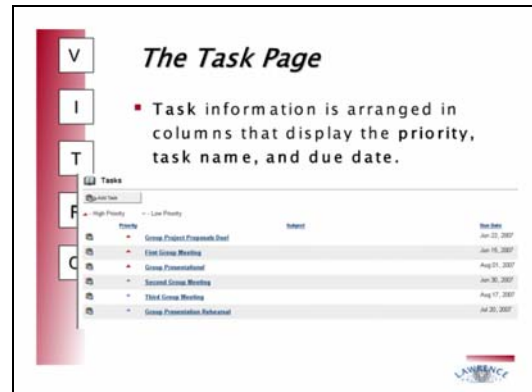 V
I
T
The Task Page
Task information is arranged in
columns that display the priority,
task name, and due date.
Tasks
Add Task
- High Priority - Low Priority
Priority Subject Due Date
Group Project Proposals Due! Jun 22, 2007
First Group Meeting Jun 16, 2007
Group Presentations! Aug 01, 2007
Second Group Meeting Jun 30, 2007
Third Group Meeting Aug 17, 2007
Group Presentation Rehearsal Jul 20, 2007
LAWRENCE